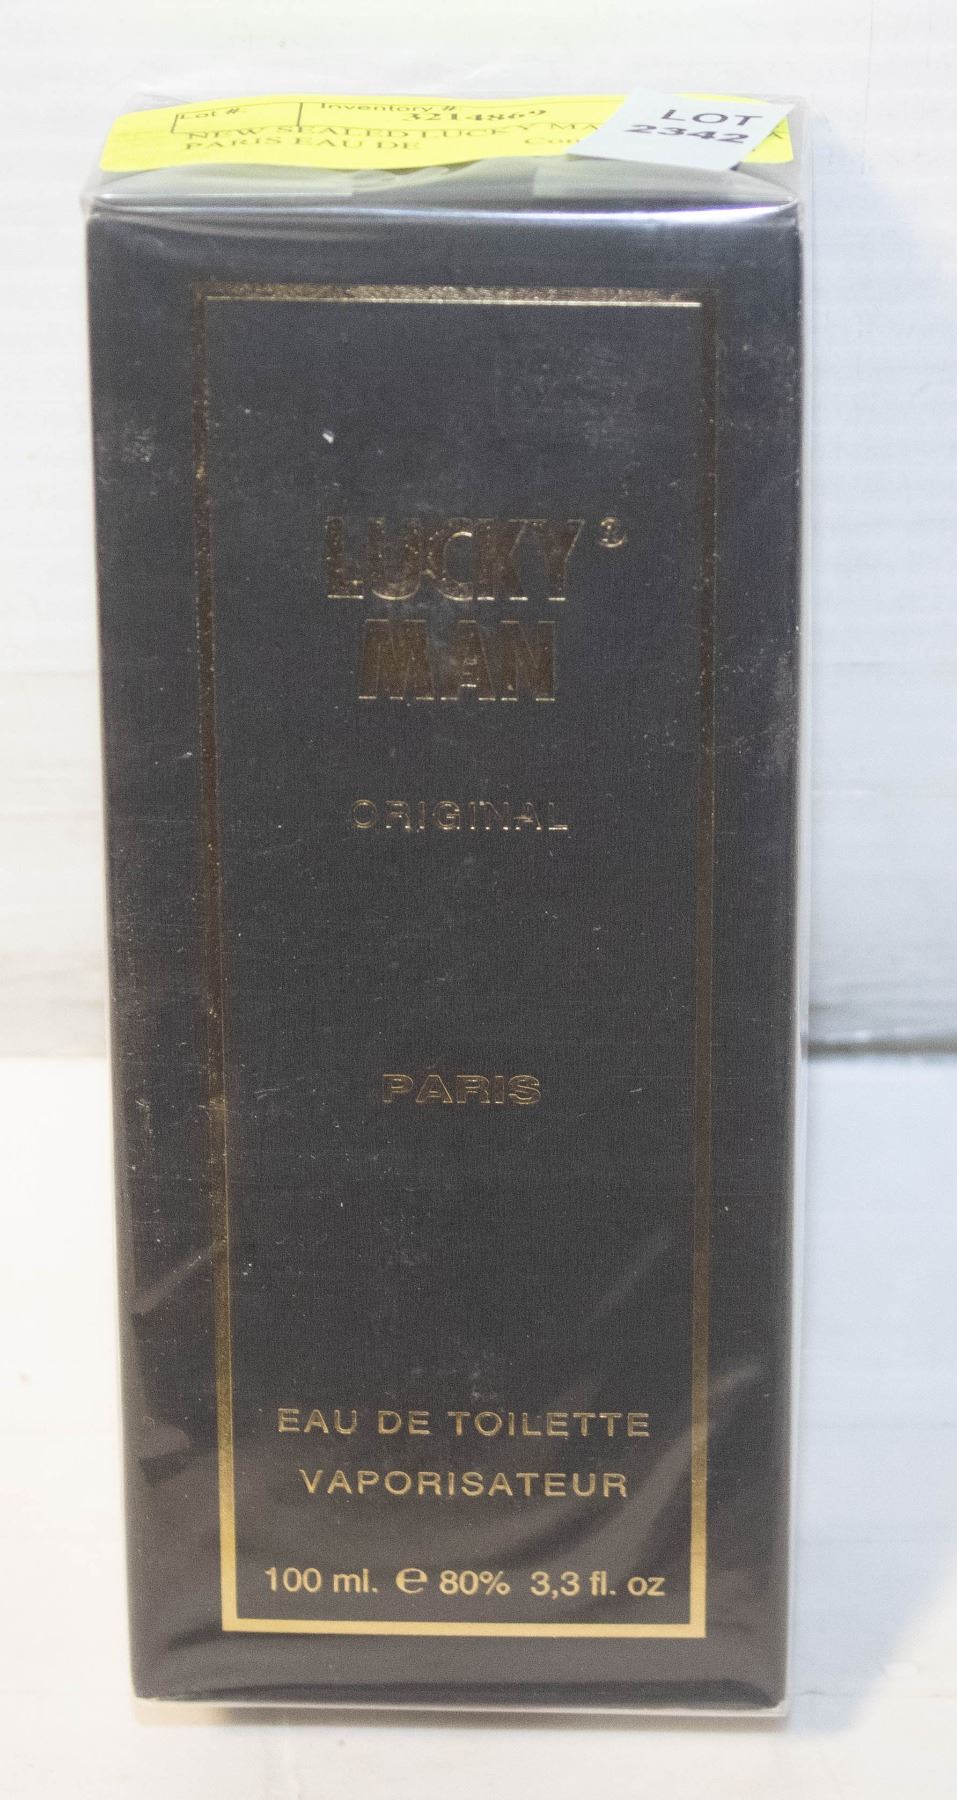 Lot #: Inventory #:
3214869
NEW SEALED LUCKY MA
PARIS EAU DE
LOT
2342
LUCKY®
MAN
ORIGINAL
PARIS
EAU DE TOILETTE
VAPORISATEUR
100 ml. ℮ 80% 3,3 fl. oz